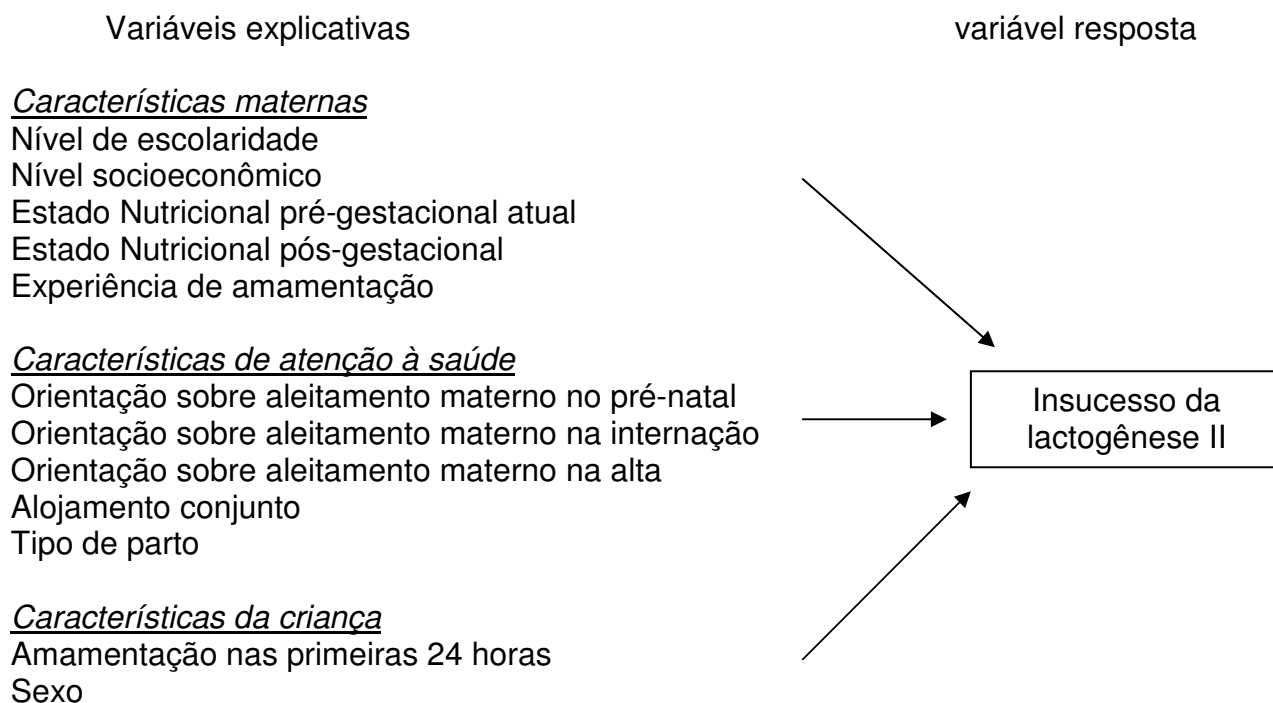 Variáveis explicativas variável resposta
Características maternas
Nível de escolaridade
Nível socioeconômico
Estado Nutricional pré-gestacional atual
Estado Nutricional pós-gestacional
Experiência de amamentação
Características de atenção à saúde
Orientação sobre aleitamento materno no pré-natal
Orientação sobre aleitamento materno na internação
Orientação sobre aleitamento materno na alta
Alojamento conjunto
Tipo de parto
Características da criança
Amamentação nas primeiras 24 horas
Sexo
Insucesso da
lactogênese II